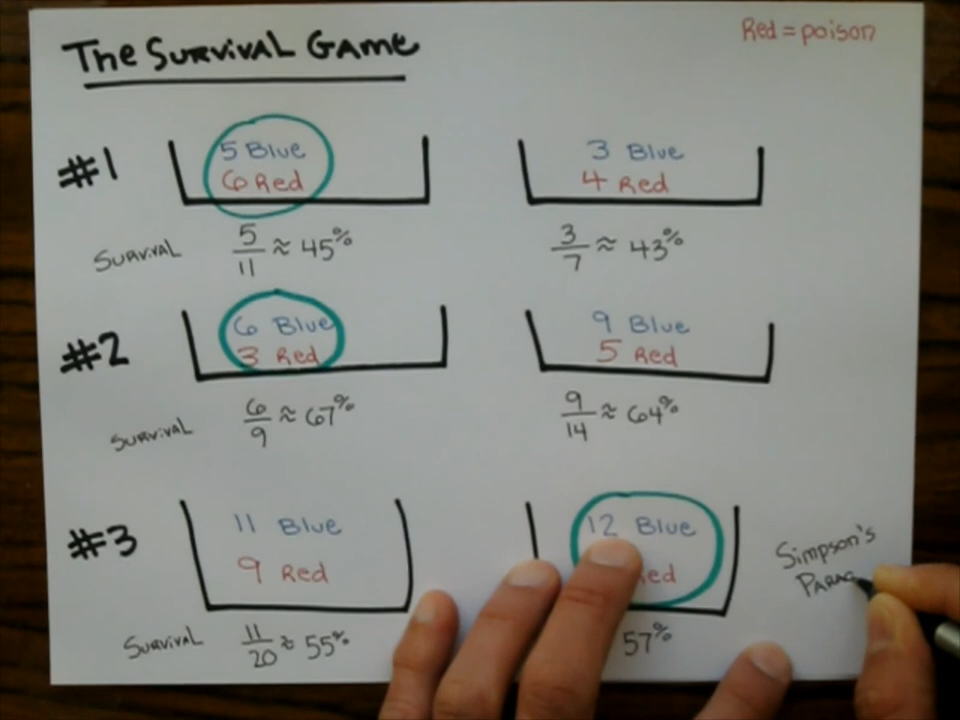 The Survival Game
Red = poison
#1
5 Blue
6 Red
3 Blue
4 Red
Survival
5/11 ≈ 45%
3/7 ≈ 43%
#2
6 Blue
3 Red
9 Blue
5 Red
Survival
6/9 ≈ 67%
9/14 ≈ 64%
#3
11 Blue
9 Red
12 Blue
Simpson's
Survival
11/20 ≈ 55%
57%